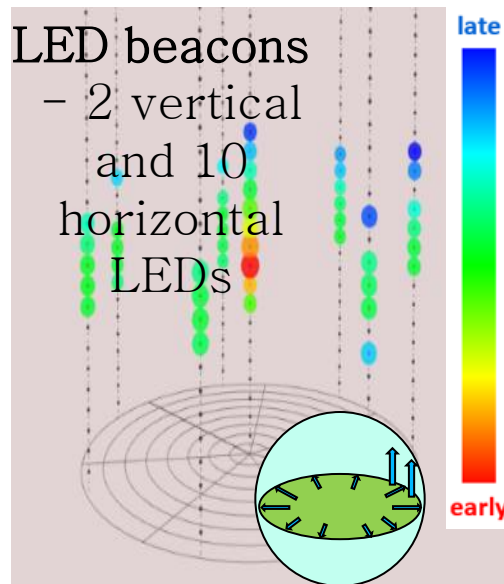 LED beacons
– 2 vertical
and 10
horizontal
LEDs
late
early